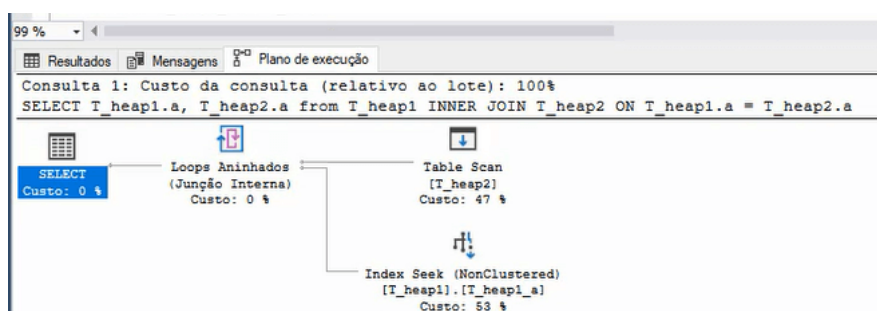 99 %
Resultados Mensagens Plano de execução
Consulta 1: Custo da consulta (relativo ao lote): 100%
SELECT T_heap1.a, T_heap2.a from T_heap1 INNER JOIN T_heap2 ON T_heap1.a = T_heap2.a
SELECT
Custo: 0 %
Loops Aninhados
(Junção Interna)
Custo: 0 %
Table Scan
[T_heap2]
Custo: 47 %
Index Seek (NonClustered)
[T_heap1].[T_heap1_a]
Custo: 53 %